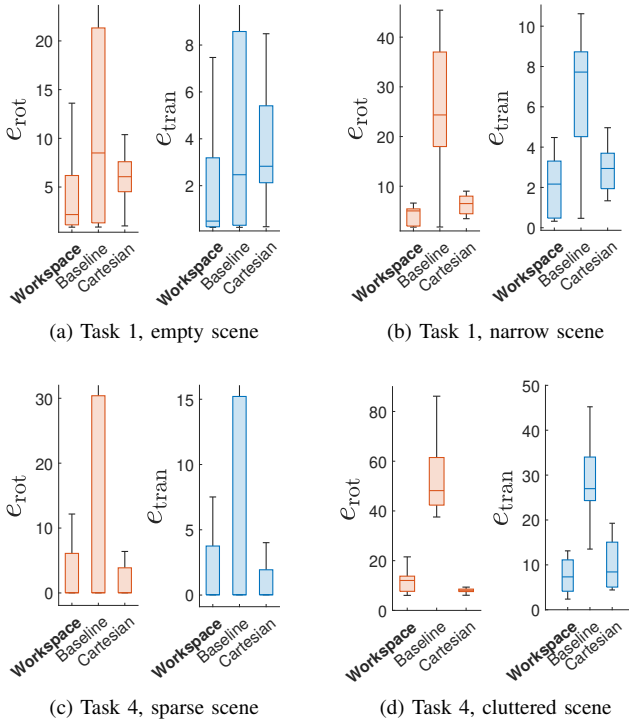 20
15
10
5
e_rot
Workspace
Baseline
Cartesian
8
6
4
2
e_tran
Workspace
Baseline
Cartesian
(a) Task 1, empty scene
40
30
20
10
e_rot
Workspace
Baseline
Cartesian
10
8
6
4
2
0
e_tran
Workspace
Baseline
Cartesian
(b) Task 1, narrow scene
30
20
10
0
e_rot
Workspace
Baseline
Cartesian
15
10
5
0
e_tran
Workspace
Baseline
Cartesian
(c) Task 4, sparse scene
80
60
40
20
0
e_rot
Workspace
Baseline
Cartesian
50
40
30
20
10
0
e_tran
Workspace
Baseline
Cartesian
(d) Task 4, cluttered scene